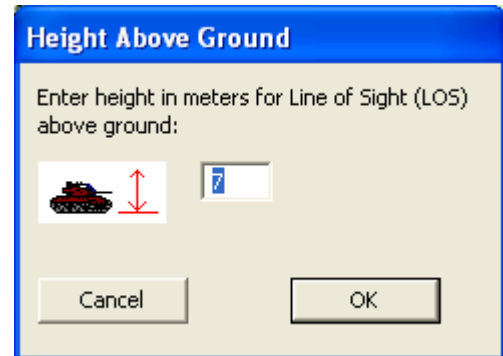 Height Above Ground
Enter height in meters for Line of Sight (LOS)
above ground:
7
Cancel
OK